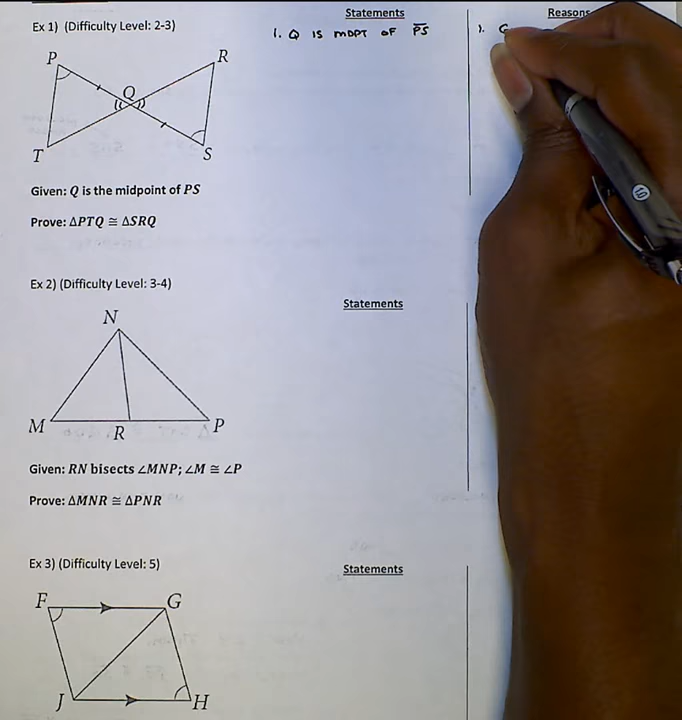 Ex 1) (Difficulty Level: 2-3)
Statements
Reasons
1. Q IS MDPT OF PS
1. G
P
R
Q
T
S
Given: Q is the midpoint of PS
Prove: ΔPTQ ≅ ΔSRQ
Ex 2) (Difficulty Level: 3-4)
Statements
N
M
R
P
Given: RN bisects ∠MNP; ∠M ≅ ∠P
Prove: ΔMNR ≅ ΔPNR
Ex 3) (Difficulty Level: 5)
Statements
F
G
J
H